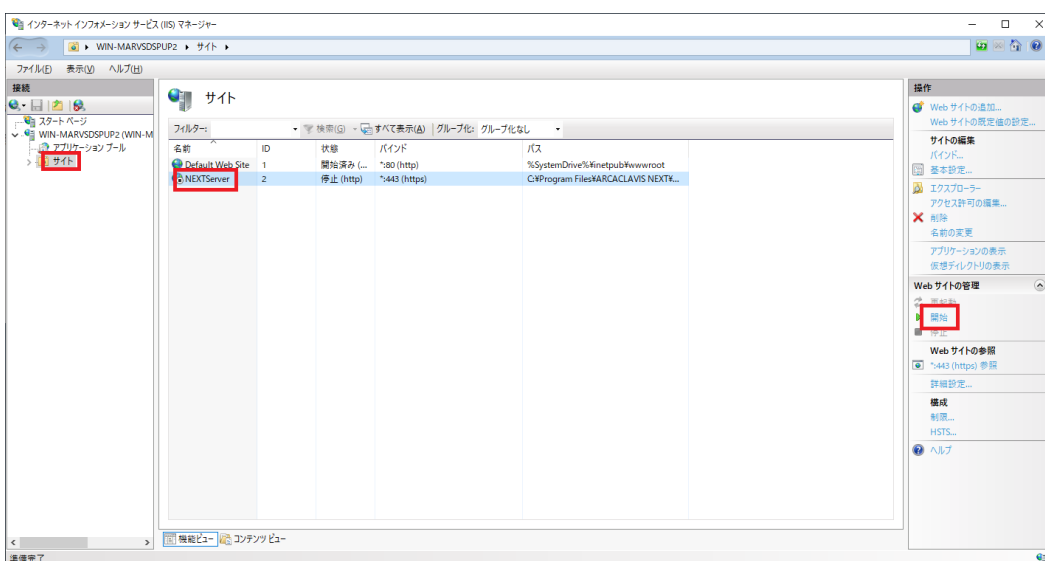 インターネット インフォメーション サービス (IIS) マネージャー
WIN-MARVSDSPUP2 ▸ サイト ▸
ファイル(F) 表示(V) ヘルプ(H)
接続
スタート ページ
WIN-MARVSDSPUP2 (WIN-M
アプリケーション プール
サイト
サイト
フィルター: 検索(G) すべて表示(A) グループ化: グループ化なし
名前 ID 状態 バインド パス
Default Web Site 1 開始済み (... *:80 (http) %SystemDrive%¥inetpub¥wwwroot
NEXTServer 2 停止 (http) *:443 (https) C:¥Program Files¥ARCACLAVIS NEXT¥...
機能ビュー コンテンツ ビュー
準備完了
操作
Web サイトの追加...
Web サイトの既定値の設定...
サイトの編集
バインド...
基本設定...
エクスプローラー
アクセス許可の編集...
削除
名前の変更
アプリケーションの表示
仮想ディレクトリの表示
Web サイトの管理
再起動
開始
停止
Web サイトの参照
*:443 (https) 参照
詳細設定...
構成
制限...
HSTS...
ヘルプ